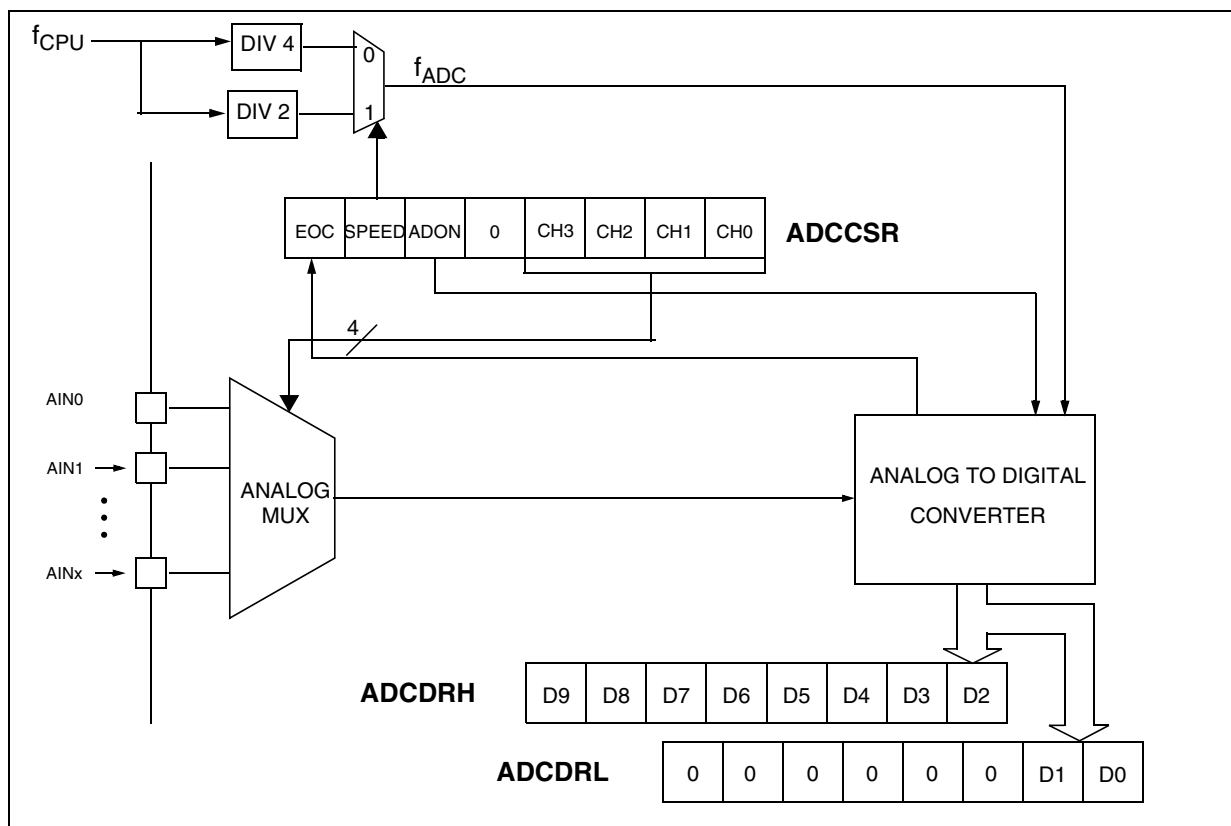 fCPU
DIV 4
0
fADC
DIV 2
1
EOC SPEED ADON 0 CH3 CH2 CH1 CH0 ADCCSR
4
AIN0
AIN1
ANALOG
MUX
ANALOG TO DIGITAL
CONVERTER
AINx
ADCDRH D9 D8 D7 D6 D5 D4 D3 D2
ADCDRL 0 0 0 0 0 0 D1 D0